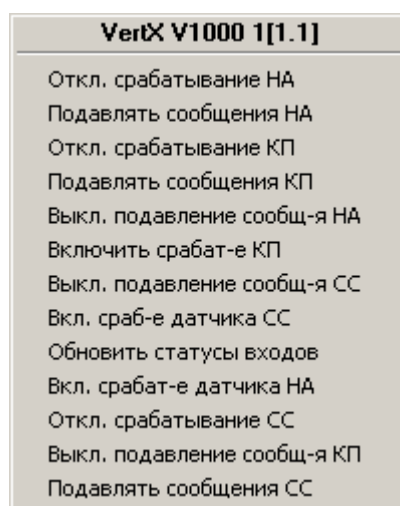 VertX V1000 1[1.1]
Откл. срабатывание НА
Подавлять сообщения НА
Откл. срабатывание КП
Подавлять сообщения КП
Выкл. подавление сообщ-я НА
Включить срабат-е КП
Выкл. подавление сообщ-я СС
Вкл. сраб-е датчика СС
Обновить статусы входов
Вкл. срабат-е датчика НА
Откл. срабатывание СС
Выкл. подавление сообщ-я КП
Подавлять сообщения СС